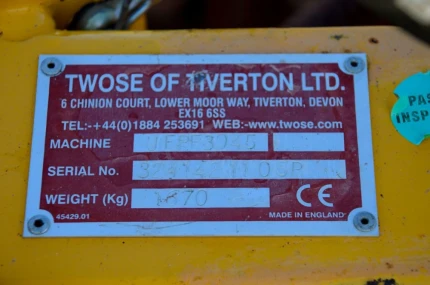 TWOSE OF TIVERTON LTD.
6 CHINION COURT, LOWER MOOR WAY, TIVERTON, DEVON
EX16 6SS
TEL:-+44(0)1884 253691 WEB:-www.twose.com
MACHINE
SERIAL No.
WEIGHT (Kg) 1470
CE
45429.01 MADE IN ENGLAND